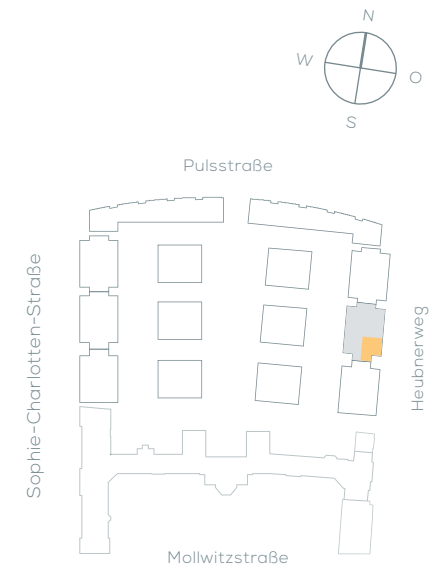 N
W
O
S
Pulsstraße
Sophie-Charlotten-Straße
Heubnerweg
Mollwitzstraße